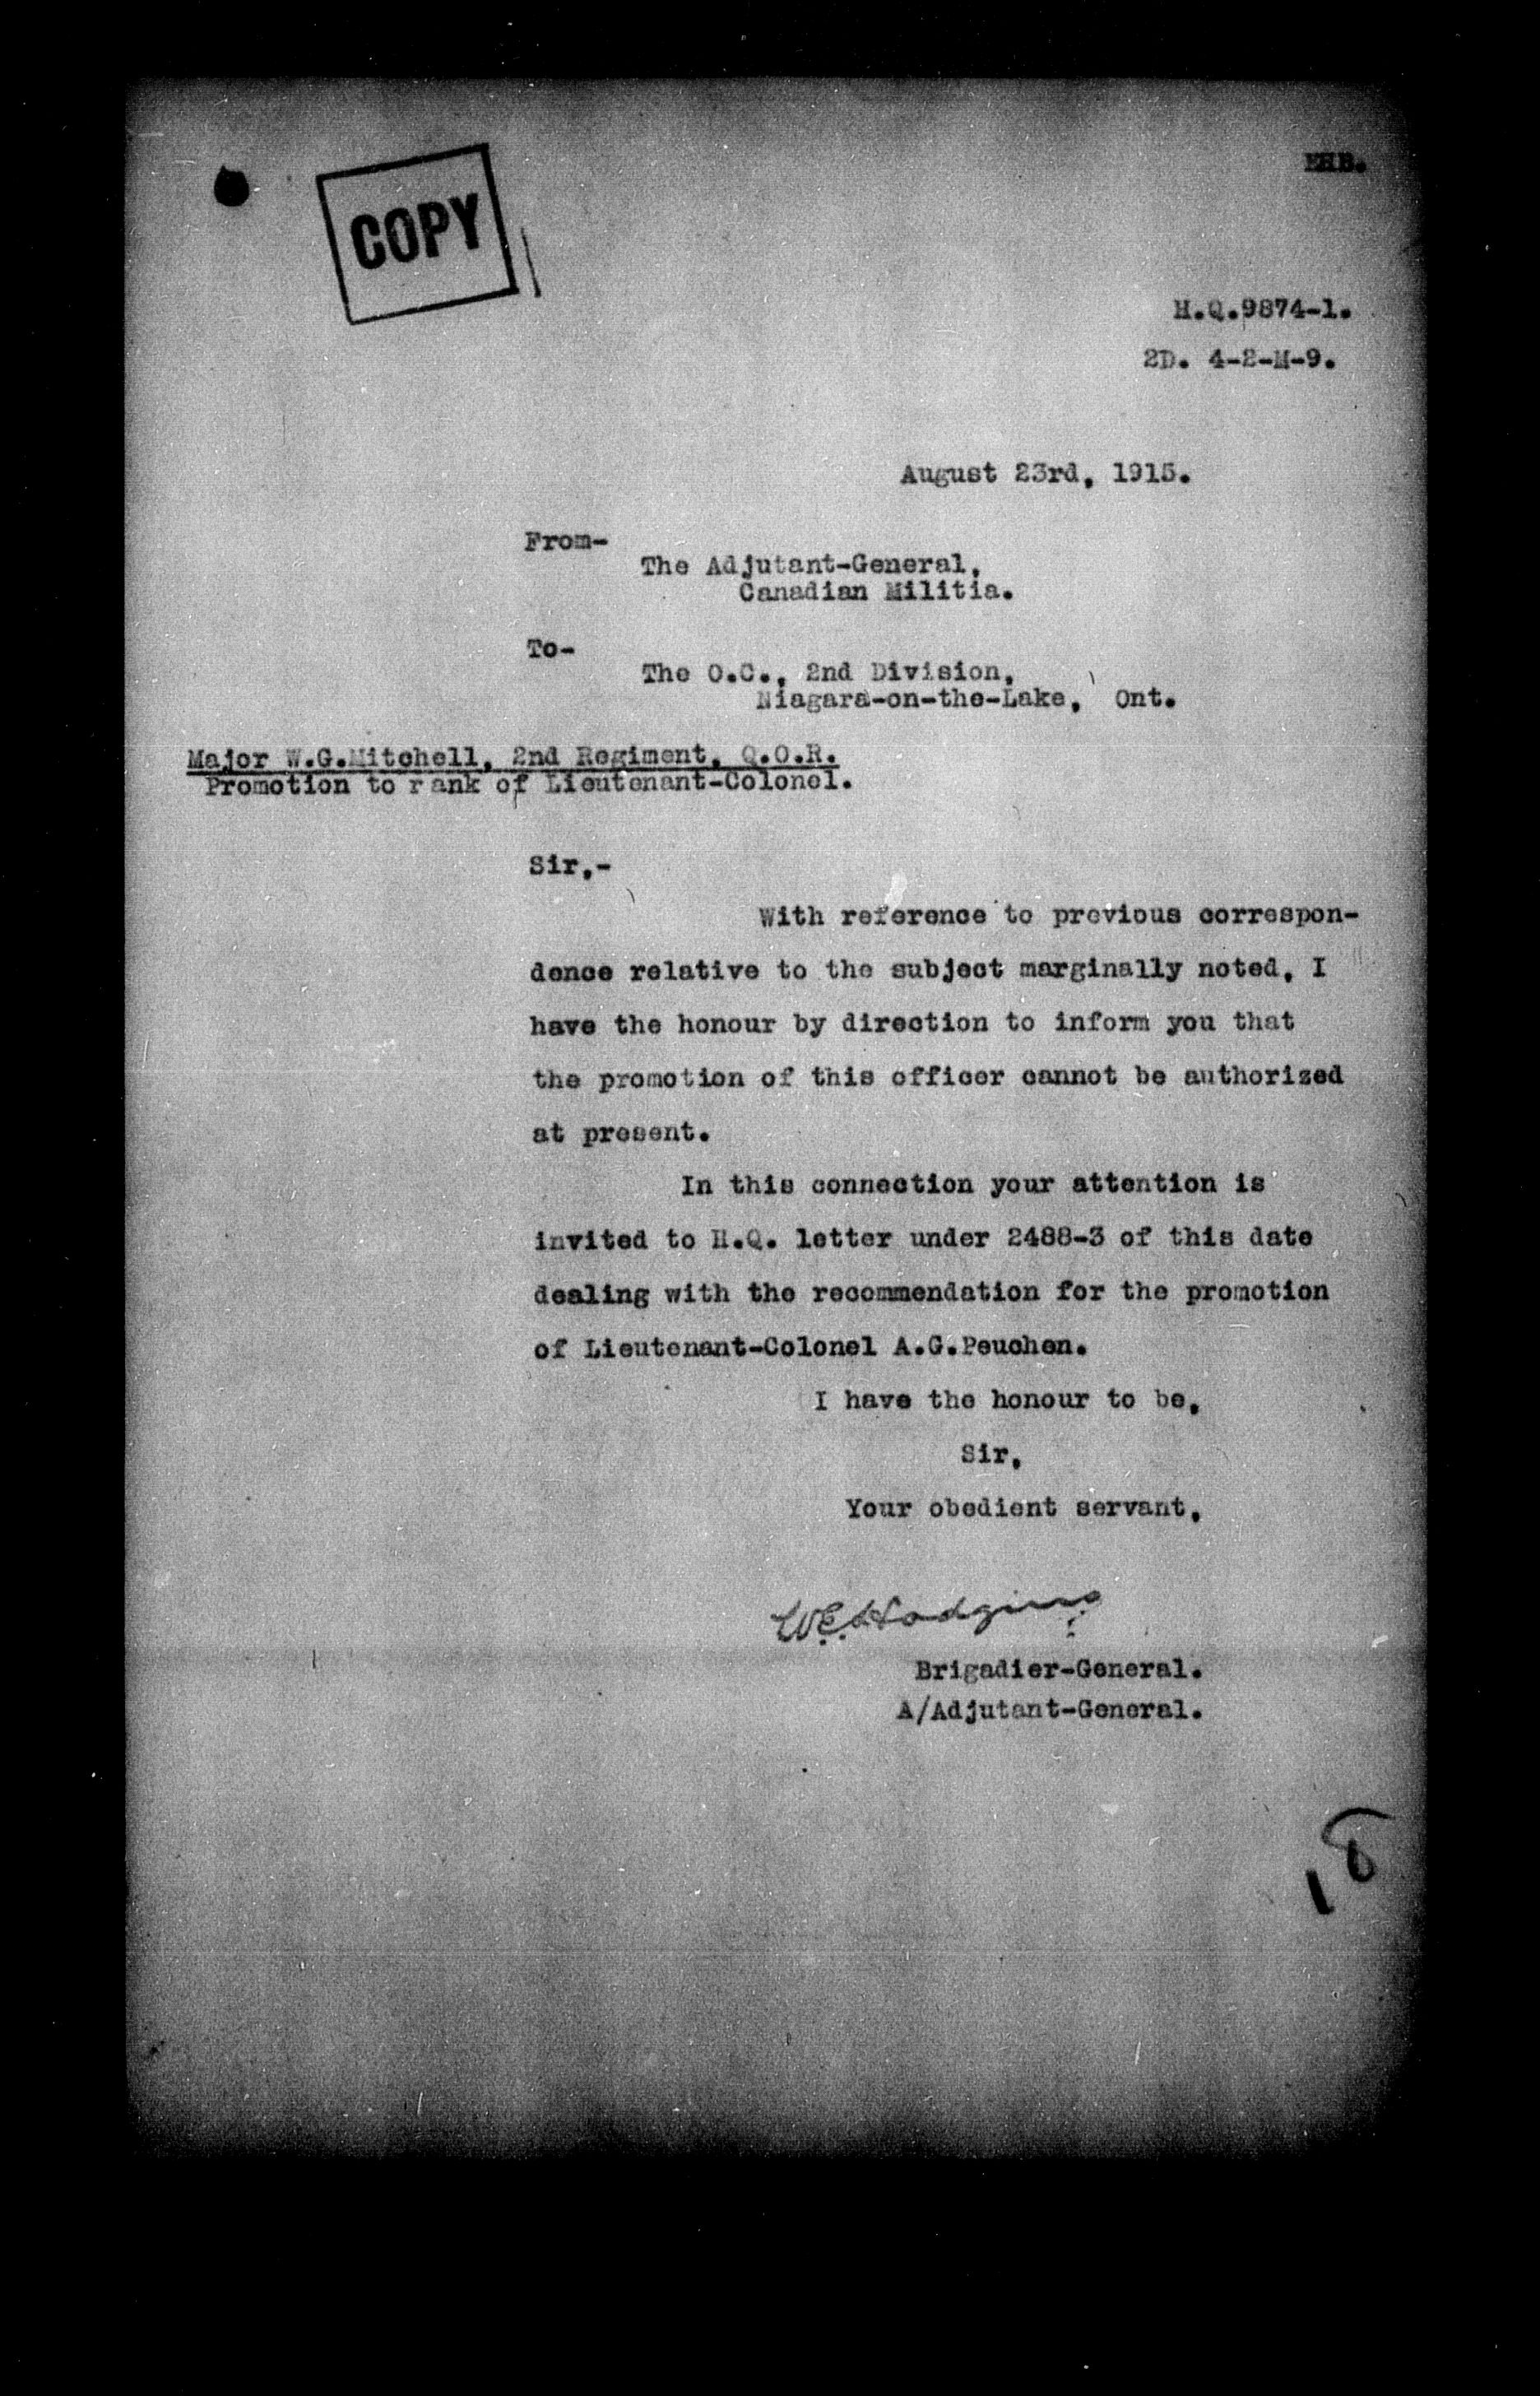 EHB.
COPY
H.Q.9874-1.
2D. 4-2-M-9.
August 23rd, 1915.
From-
The Adjutant-General,
Canadian Militia.
To-
The O.C., 2nd Division,
Niagara-on-the-Lake, Ont.
Major W.G.Mitchell, 2nd Regiment, Q.O.R.
Promotion to rank of Lieutenant-Colonel.
Sir,-
With reference to previous correspon-
dence relative to the subject marginally noted, I
have the honour by direction to inform you that
the promotion of this officer cannot be authorized
at present.
In this connection your attention is
invited to H.Q. letter under 2488-3 of this date
dealing with the recommendation for the promotion
of Lieutenant-Colonel A.G.Peuchen.
I have the honour to be,
Sir,
Your obedient servant,
W.E.Hodgins
Brigadier-General.
A/Adjutant-General.
18